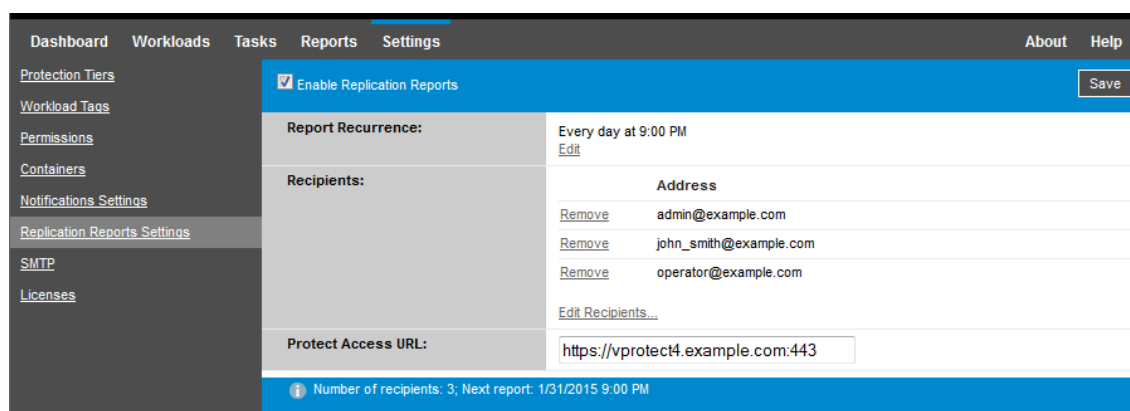 Dashboard Workloads Tasks Reports Settings About Help
Protection Tiers
Workload Tags
Permissions
Containers
Notifications Settings
Replication Reports Settings
SMTP
Licenses
Enable Replication Reports
Save
Report Recurrence:
Every day at 9:00 PM
Edit
Recipients:
Address
Remove admin@example.com
Remove john_smith@example.com
Remove operator@example.com
Edit Recipients...
Protect Access URL:
https://vprotect4.example.com:443
Number of recipients: 3; Next report: 1/31/2015 9:00 PM